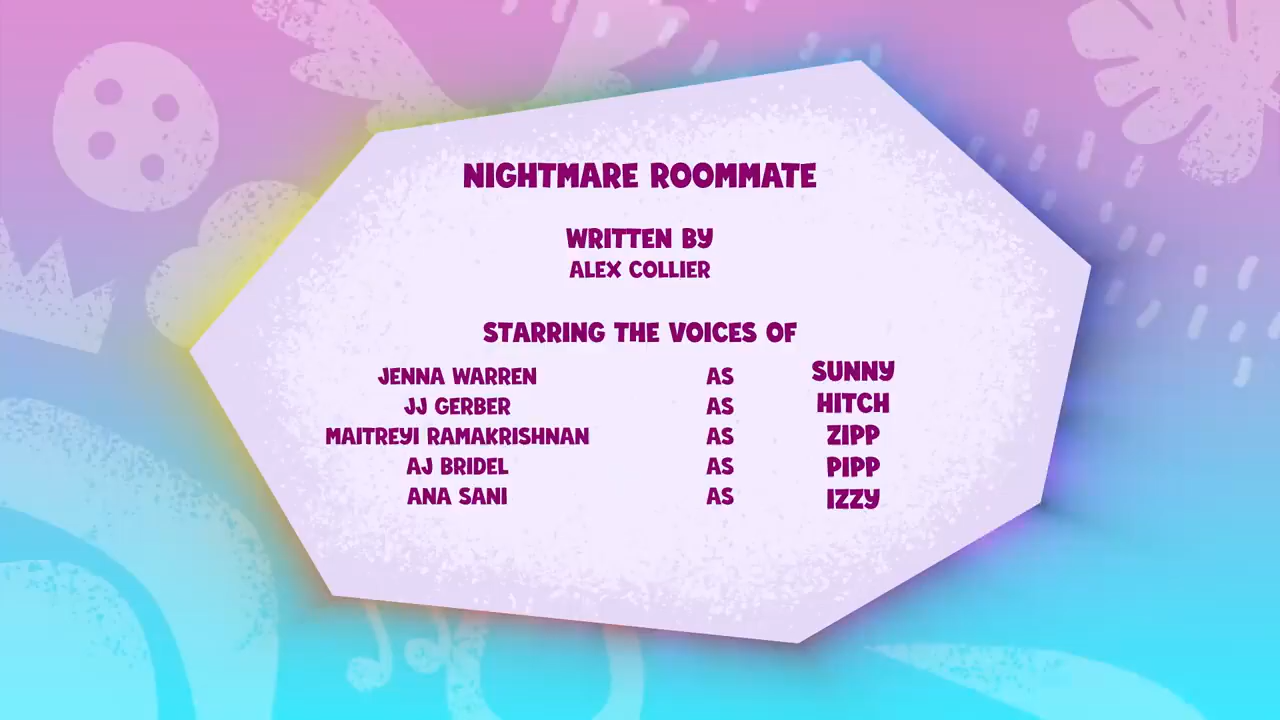 NIGHTMARE ROOMMATE
WRITTEN BY
ALEX COLLIER
STARRING THE VOICES OF
JENNA WARREN AS SUNNY
JJ GERBER AS HITCH
MAITREYI RAMAKRISHNAN AS ZIPP
AJ BRIDEL AS PIPP
ANA SANI AS IZZY